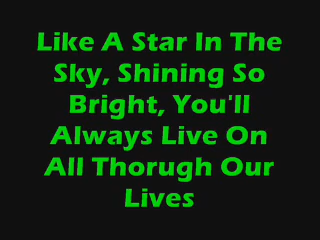 Like A Star In The
Sky, Shining So
Bright, You'll
Always Live On
All Thorugh Our
Lives